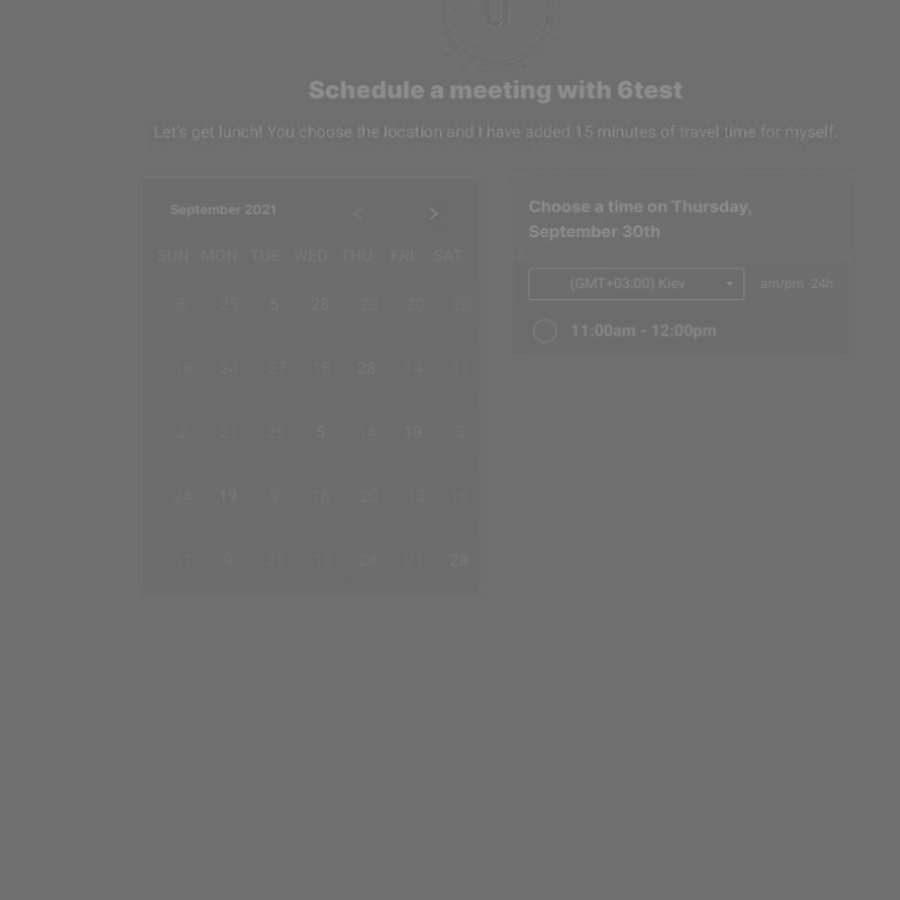 u
Schedule a meeting with 6test
Let's get lunch! You choose the location and I have added 15 minutes of travel time for myself.
September 2021 < >
SUN MON TUE WED THU FRI SAT
6 25 5 28 20 20 20
18 24 27 18 28 14 11
2 21 25 5 14 19 3
24 19 9 16 20 13 16
11 9 25 13 24 21 28
Choose a time on Thursday,
September 30th
(GMT+03:00) Kiev am/pm 24h
11:00am - 12:00pm